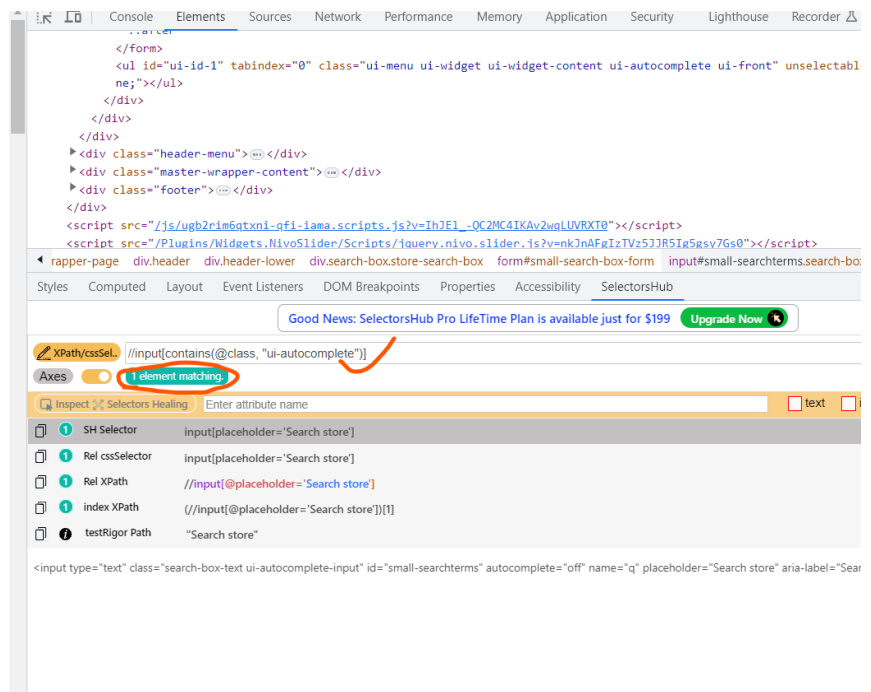 Console Elements Sources Network Performance Memory Application Security Lighthouse Recorder
::after
</form>
<ul id="ui-id-1" tabindex="0" class="ui-menu ui-widget ui-widget-content ui-autocomplete ui-front" unselectabl
ne;"></ul>
</div>
</div>
</div>
<div class="header-menu">⋯</div>
<div class="master-wrapper-content">⋯</div>
<div class="footer">⋯</div>
</div>
<script src="/js/ugb2rim6qtxni-qfi-iama.scripts.js?v=IhJEl_-QC2MC4IKAv2wqLUVRXT0"></script>
<script src="/Plugins/Widgets.NivoSlider/Scripts/jquery.nivo.slider.js?v=nkJnAFgIzTVz5JJR5Ig5gsy7Gs0"></script>
rapper-page div.header div.header-lower div.search-box.store-search-box form#small-search-box-form input#small-searchterms.search-bo
Styles Computed Layout Event Listeners DOM Breakpoints Properties Accessibility SelectorsHub
Good News: SelectorsHub Pro LifeTime Plan is available just for $199 Upgrade Now
XPath/cssSel.. //input[contains(@class, "ui-autocomplete")]
Axes 1 element matching.
Inspect Selectors Healing Enter attribute name text i
1 SH Selector input[placeholder='Search store']
1 Rel cssSelector input[placeholder='Search store']
1 Rel XPath //input[@placeholder='Search store']
1 index XPath (//input[@placeholder='Search store'])[1]
i testRigor Path "Search store"
<input type="text" class="search-box-text ui-autocomplete-input" id="small-searchterms" autocomplete="off" name="q" placeholder="Search store" aria-label="Sear